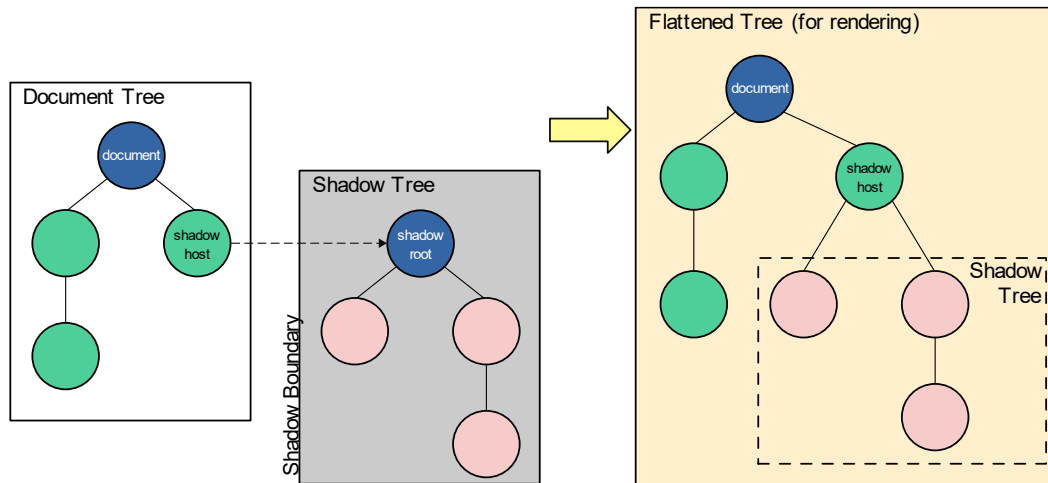 Document Tree
document
shadow
host
Shadow Tree
shadow
root
Shadow Boundary
Flattened Tree (for rendering)
document
shadow
host
Shadow
Tree